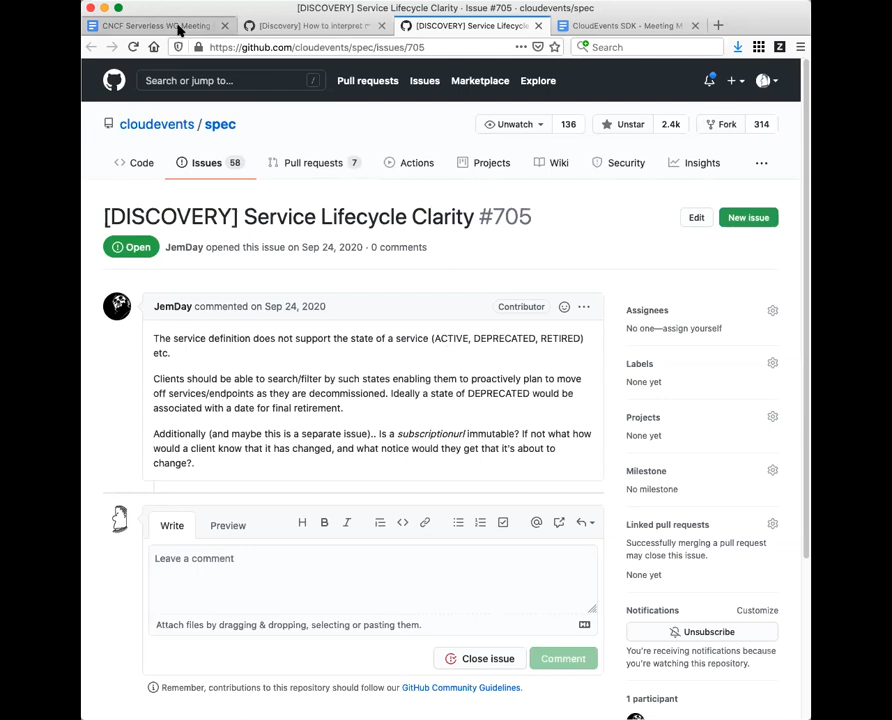 [DISCOVERY] Service Lifecycle Clarity · Issue #705 · cloudevents/spec
CNCF Serverless WG Meeting
[Discovery] How to interpret
[DISCOVERY] Service Lifecycle
CloudEvents SDK - Meeting M
https://github.com/cloudevents/spec/issues/705
Search
Search or jump to...
/
Pull requests
Issues
Marketplace
Explore
cloudevents / spec
Unwatch
136
Unstar
2.4k
Fork
314
Code
Issues 58
Pull requests 7
Actions
Projects
Wiki
Security
Insights
[DISCOVERY] Service Lifecycle Clarity #705
Edit
New issue
Open
JemDay opened this issue on Sep 24, 2020 · 0 comments
JemDay commented on Sep 24, 2020
Contributor
The service definition does not support the state of a service (ACTIVE, DEPRECATED, RETIRED)
etc.
Clients should be able to search/filter by such states enabling them to proactively plan to move
off services/endpoints as they are decommissioned. Ideally a state of DEPRECATED would be
associated with a date for final retirement.
Additionally (and maybe this is a separate issue).. Is a subscriptionurl immutable? If not what how
would a client know that it has changed, and what notice would they get that it's about to
change?.
Write
Preview
Leave a comment
Attach files by dragging & dropping, selecting or pasting them.
Close issue
Comment
Remember, contributions to this repository should follow our GitHub Community Guidelines.
Assignees
No one—assign yourself
Labels
None yet
Projects
None yet
Milestone
No milestone
Linked pull requests
Successfully merging a pull request
may close this issue.
None yet
Notifications
Customize
Unsubscribe
You're receiving notifications because
you're watching this repository.
1 participant